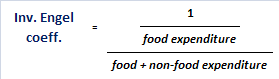 Inv. Engel
coeff.
=
1
food expenditure
food + non-food expenditure